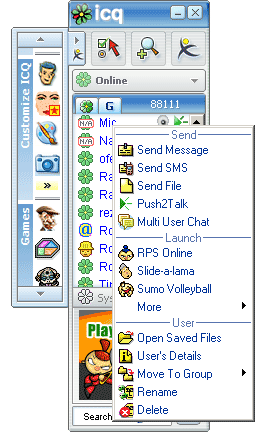 icq
Customize ICQ
Games
Online
G
88111
N/A
Mic
N/A
Na
ofe
Ra
Ra
rez
Ro
Ro
Ro
Sys
Play
Search
Send
Send Message
Send SMS
Send File
Push2Talk
Multi User Chat
Launch
RPS Online
Slide-a-lama
Sumo Volleyball
More
User
Open Saved Files
User's Details
Move To Group
Rename
Delete